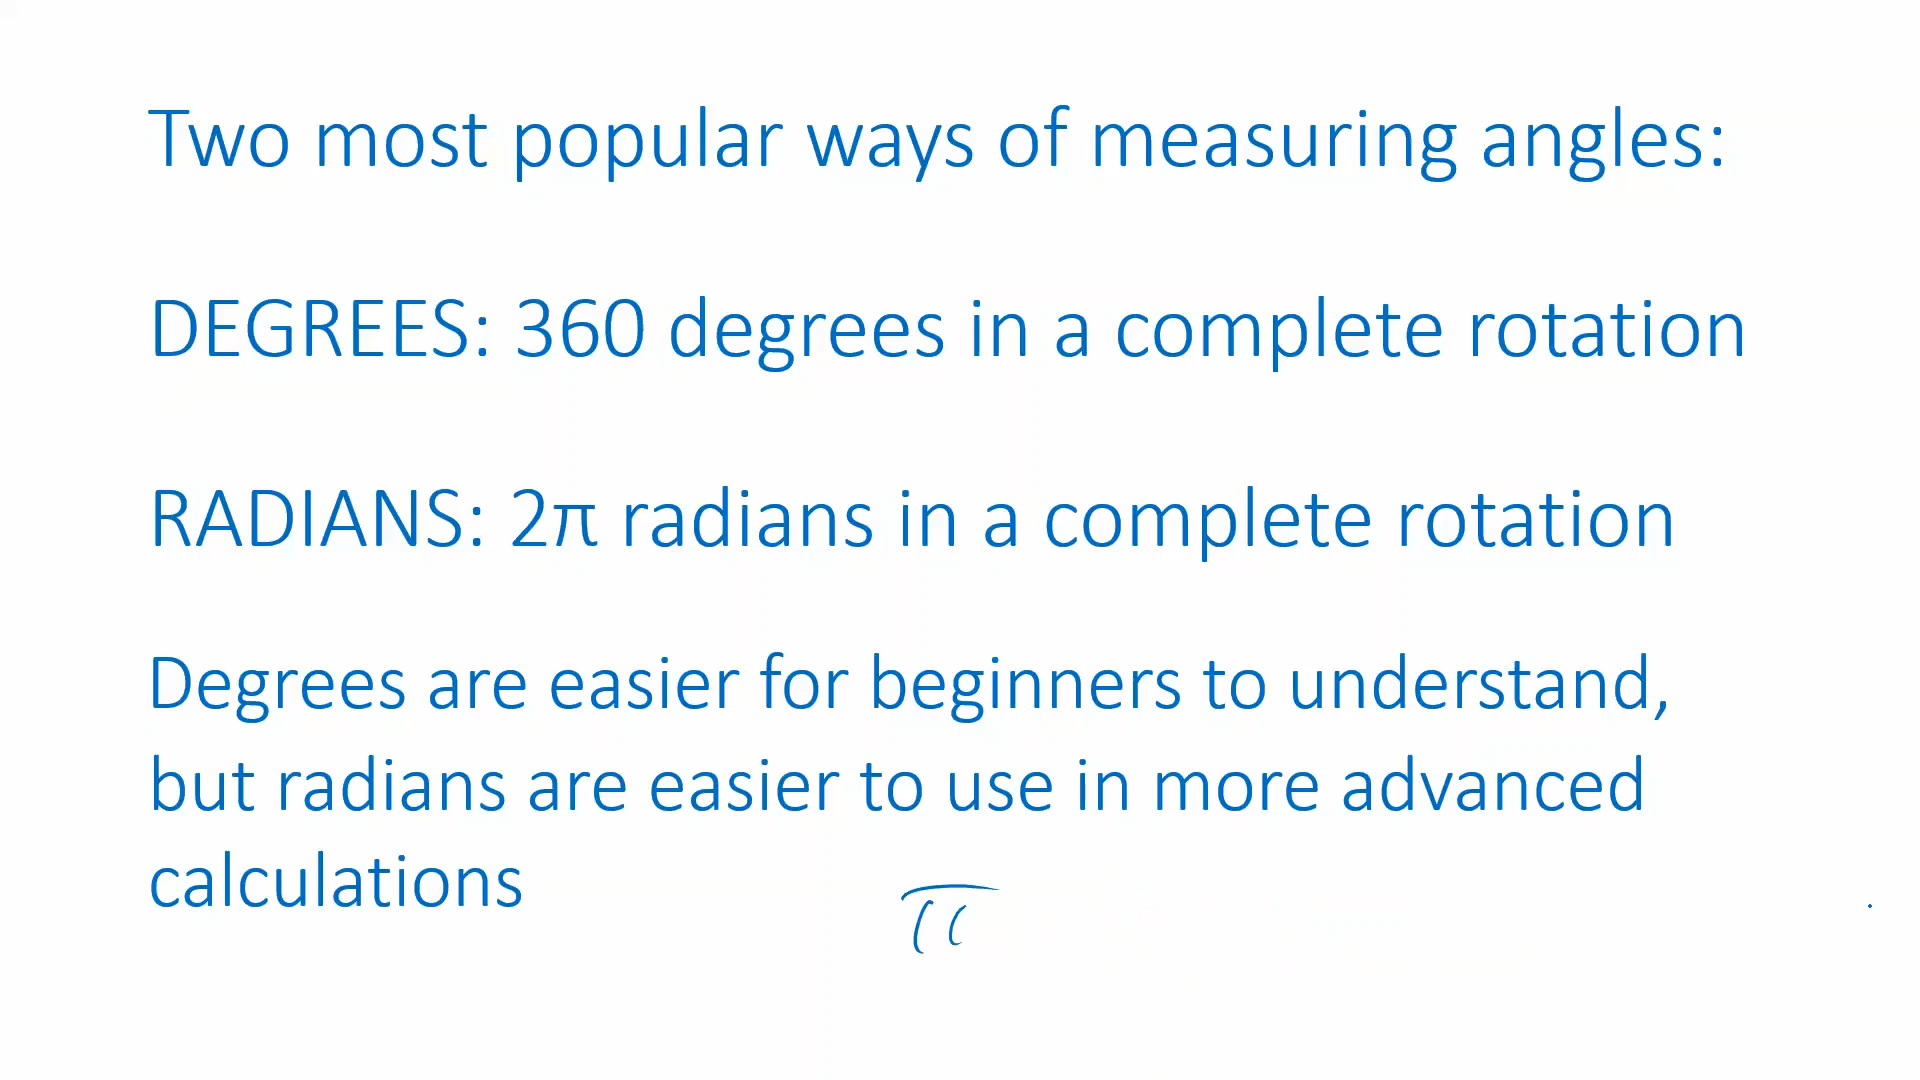 Two most popular ways of measuring angles:
DEGREES: 360 degrees in a complete rotation
RADIANS: 2π radians in a complete rotation
Degrees are easier for beginners to understand,
but radians are easier to use in more advanced
calculations
π